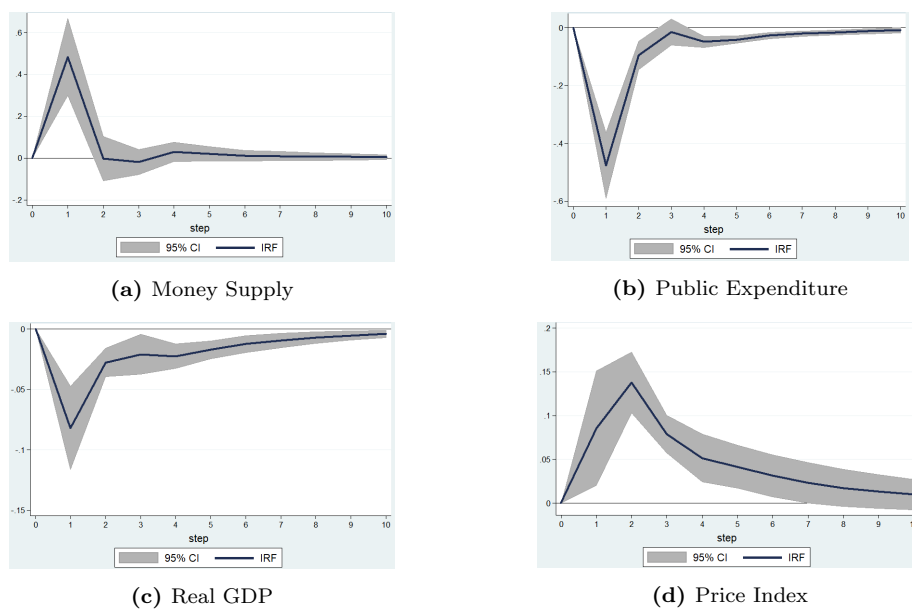 .6
.4
.2
0
-.2
0 1 2 3 4 5 6 7 8 9 10
step
95% CI IRF
(a) Money Supply
0
-.2
-.4
-.6
0 1 2 3 4 5 6 7 8 9 10
step
95% CI IRF
(b) Public Expenditure
0
-.05
-.1
-.15
0 1 2 3 4 5 6 7 8 9 10
step
95% CI IRF
(c) Real GDP
.2
.15
.1
.05
0
0 1 2 3 4 5 6 7 8 9
step
95% CI IRF
(d) Price Index